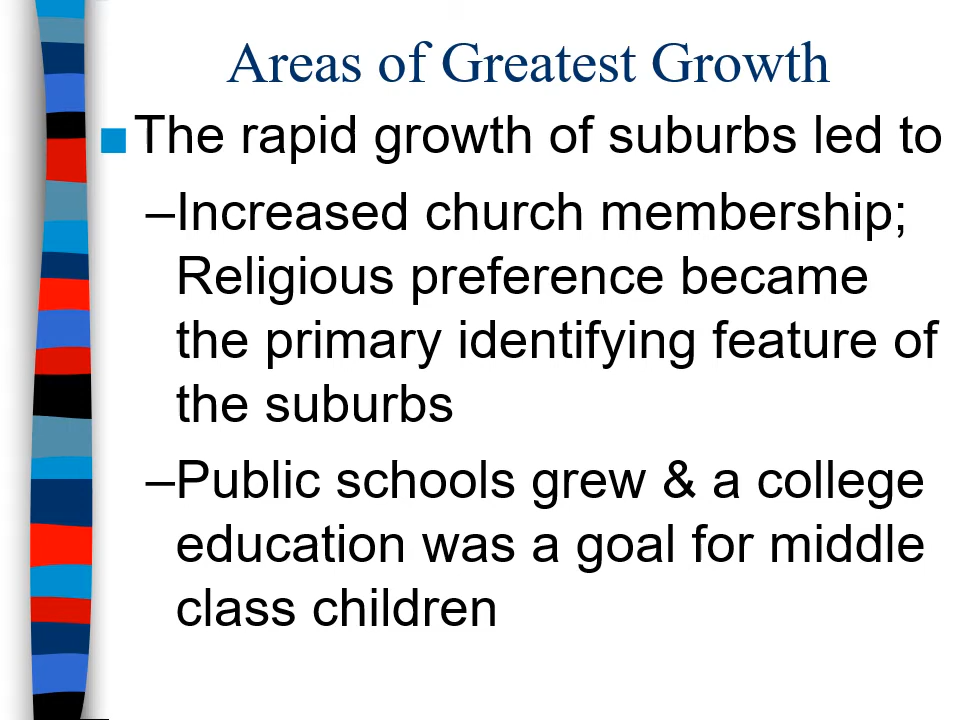 Areas of Greatest Growth
■The rapid growth of suburbs led to
–Increased church membership;
Religious preference became
the primary identifying feature of
the suburbs
–Public schools grew & a college
education was a goal for middle
class children